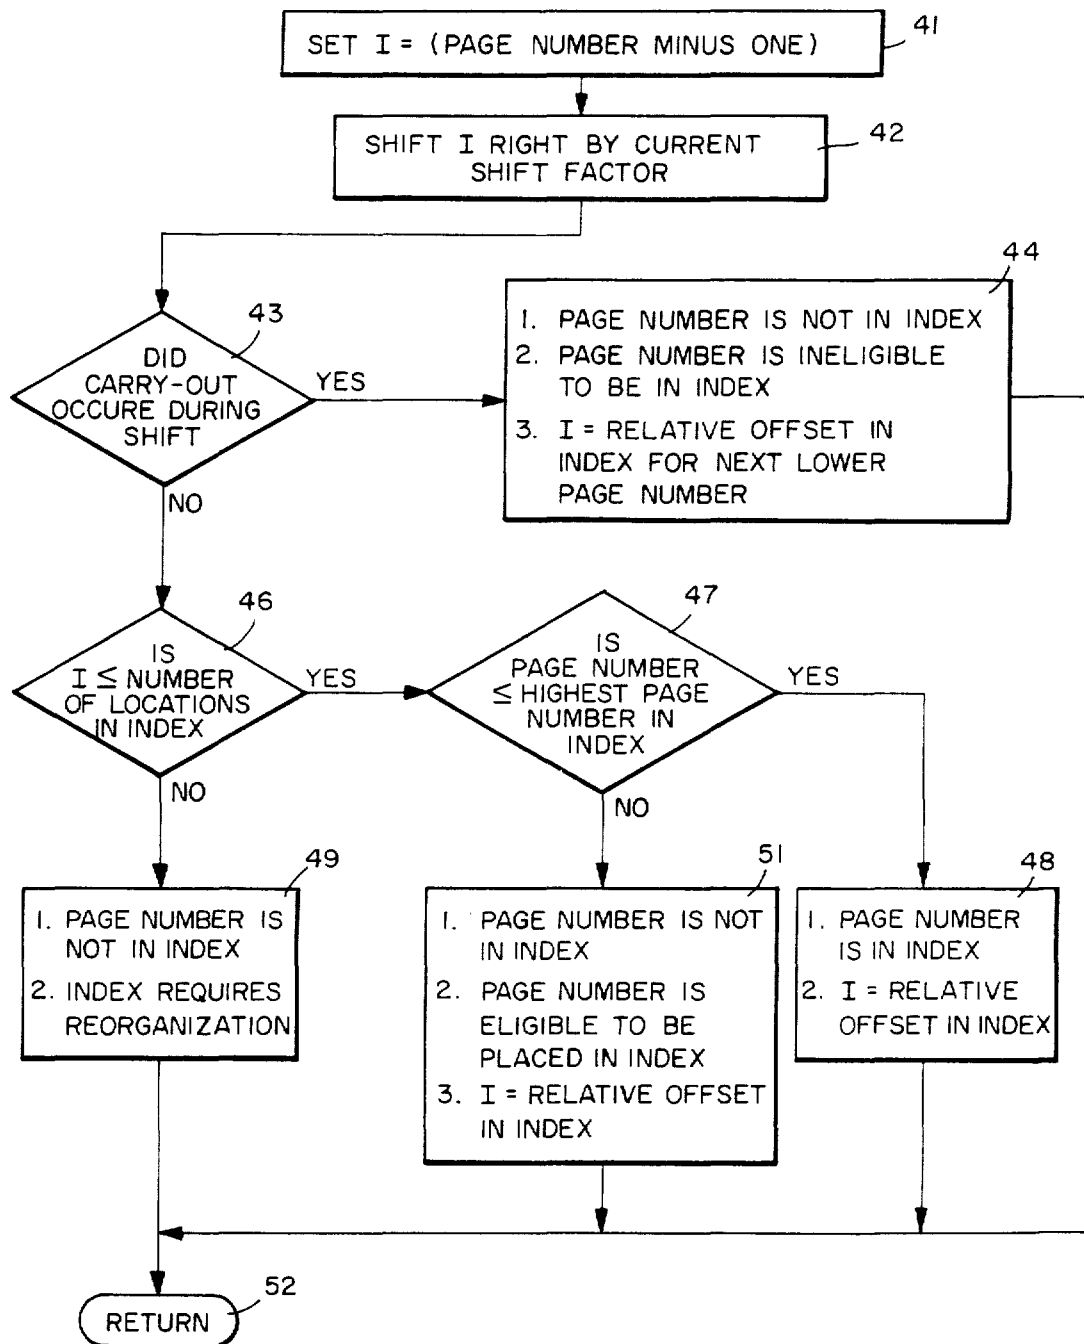 SET I = (PAGE NUMBER MINUS ONE)
41
SHIFT I RIGHT BY CURRENT
SHIFT FACTOR
42
43
DID
CARRY-OUT
OCCURE DURING
SHIFT
YES
NO
44
1. PAGE NUMBER IS NOT IN INDEX
2. PAGE NUMBER IS INELIGIBLE
TO BE IN INDEX
3. I = RELATIVE OFFSET IN
INDEX FOR NEXT LOWER
PAGE NUMBER
46
IS
I ≤ NUMBER
OF LOCATIONS
IN INDEX
YES
NO
47
IS
PAGE NUMBER
≤ HIGHEST PAGE
NUMBER IN
INDEX
YES
NO
49
1. PAGE NUMBER IS
NOT IN INDEX
2. INDEX REQUIRES
REORGANIZATION
51
1. PAGE NUMBER IS NOT
IN INDEX
2. PAGE NUMBER IS
ELIGIBLE TO BE
PLACED IN INDEX
3. I = RELATIVE OFFSET
IN INDEX
48
1. PAGE NUMBER
IS IN INDEX
2. I = RELATIVE
OFFSET IN INDEX
RETURN
52